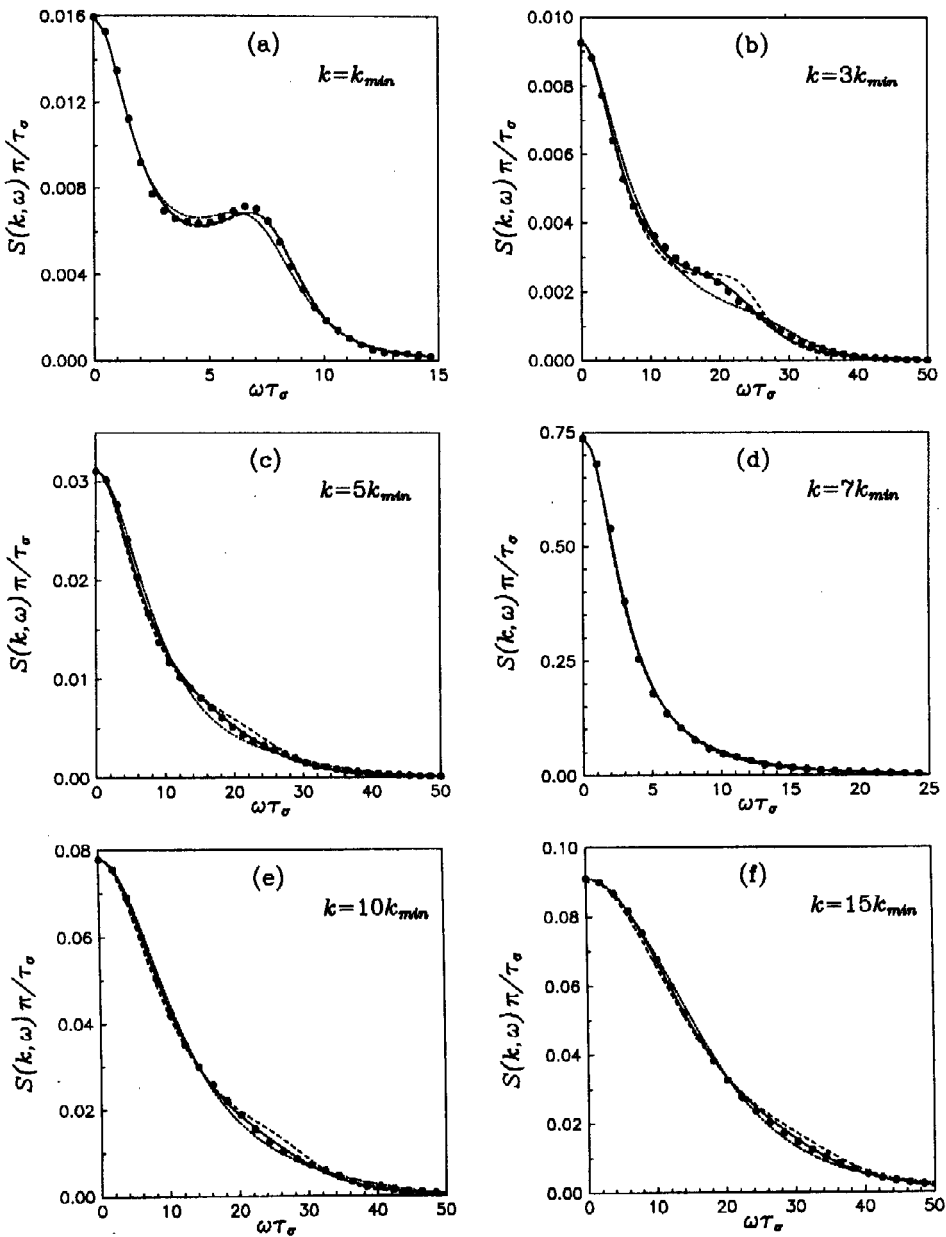 (a)
k=k_min
S(k,ω)π/τ_σ
0.016
0.012
0.008
0.004
0.000
0 5 10 15
ωτ_σ
(b)
k=3k_min
S(k,ω)π/τ_σ
0.010
0.008
0.006
0.004
0.002
0.000
0 10 20 30 40 50
ωτ_σ
(c)
k=5k_min
S(k,ω)π/τ_σ
0.03
0.02
0.01
0.00
0 10 20 30 40 50
ωτ_σ
(d)
k=7k_min
S(k,ω)π/τ_σ
0.75
0.50
0.25
0.00
0 5 10 15 20 25
ωτ_σ
(e)
k=10k_min
S(k,ω)π/τ_σ
0.08
0.06
0.04
0.02
0.00
0 10 20 30 40 50
ωτ_σ
(f)
k=15k_min
S(k,ω)π/τ_σ
0.10
0.08
0.06
0.04
0.02
0.00
0 10 20 30 40 50
ωτ_σ